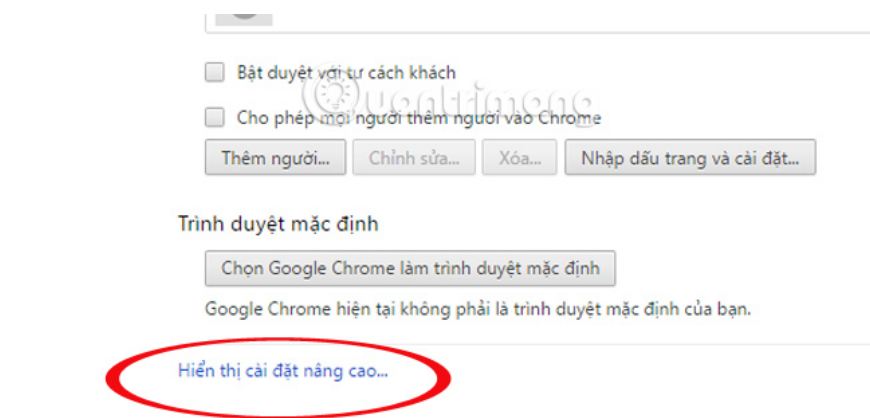 Bật duyệt với tư cách khách
Quantrimang
Cho phép mọi người thêm người vào Chrome
Thêm người... Chỉnh sửa... Xóa... Nhập dấu trang và cài đặt...
Trình duyệt mặc định
Chọn Google Chrome làm trình duyệt mặc định
Google Chrome hiện tại không phải là trình duyệt mặc định của bạn.
Hiển thị cài đặt nâng cao...